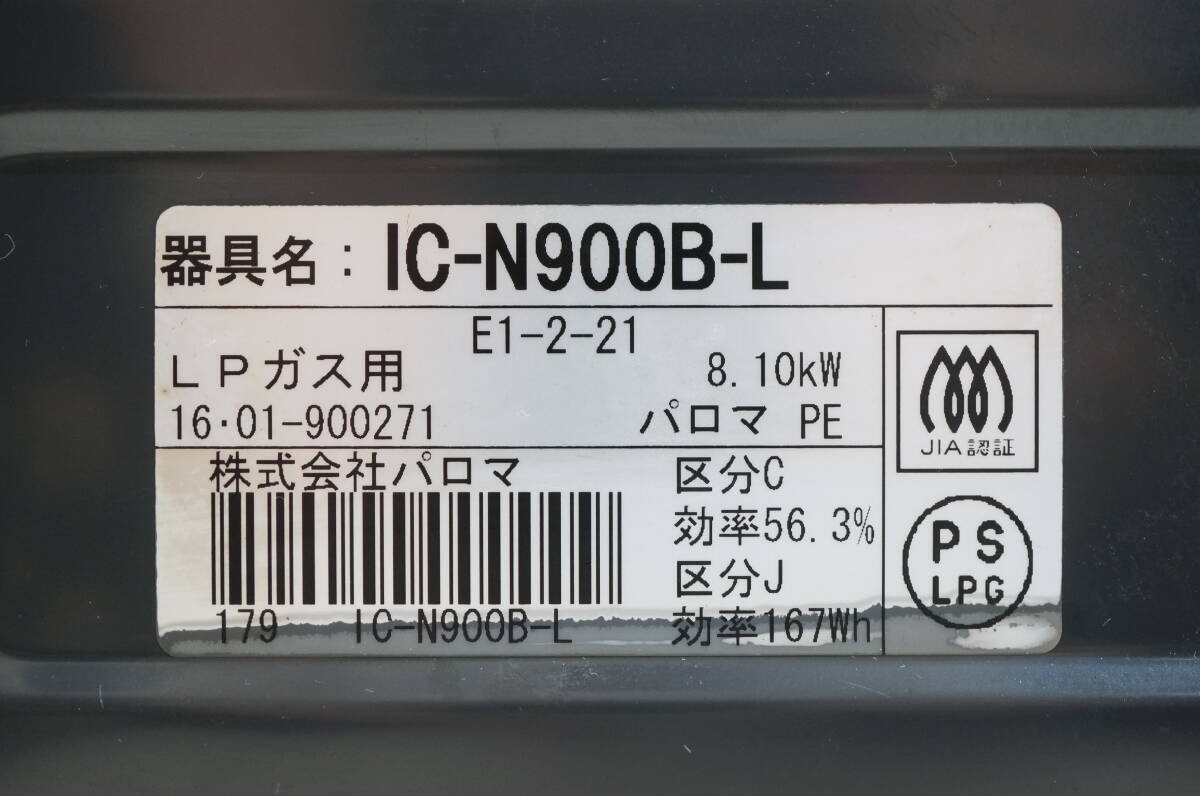 器具名：IC-N900B-L
E1-2-21
LPガス用 8.10kW
16・01-900271 パロマ PE
株式会社パロマ
179 IC-N900B-L
区分C
効率56.3%
区分J
効率167Wh
JIA認証
PS
LPG